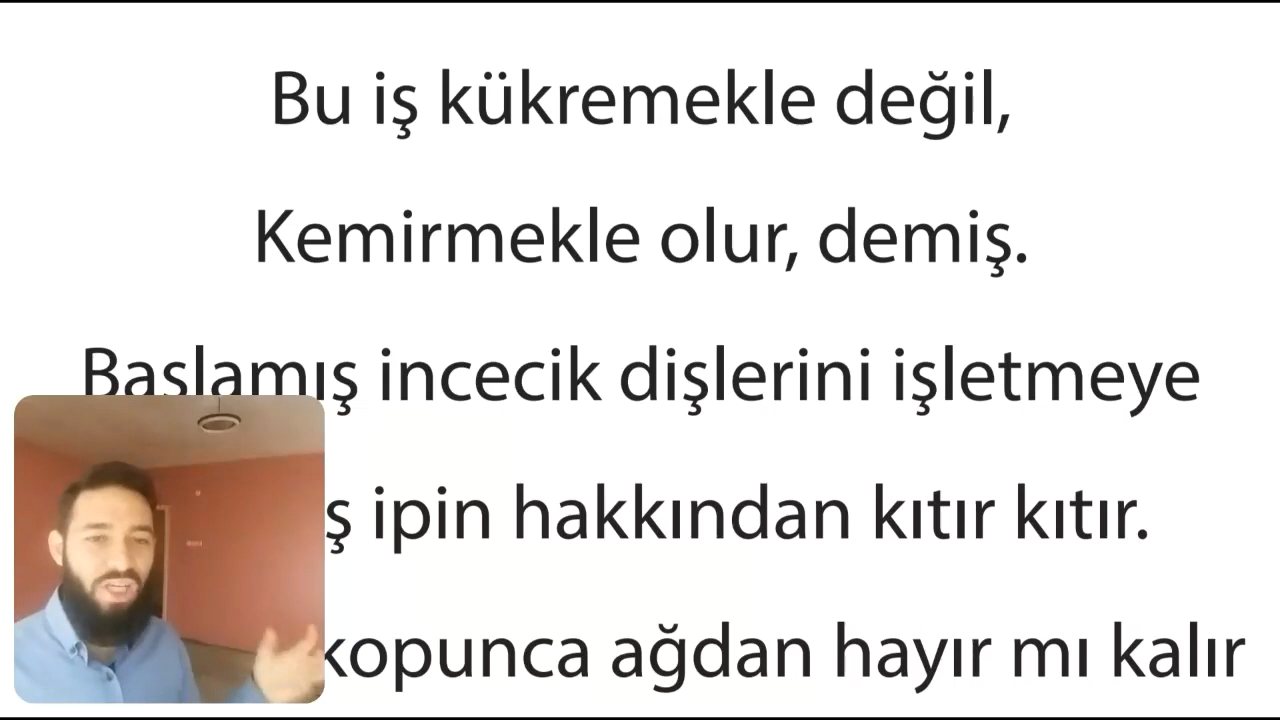 Bu iş kükremekle değil,
Kemirmekle olur, demiş.
Başlamış incecik dişlerini işletmeye
ipin hakkından kıtır kıtır.
kopunca ağdan hayır mı kalır